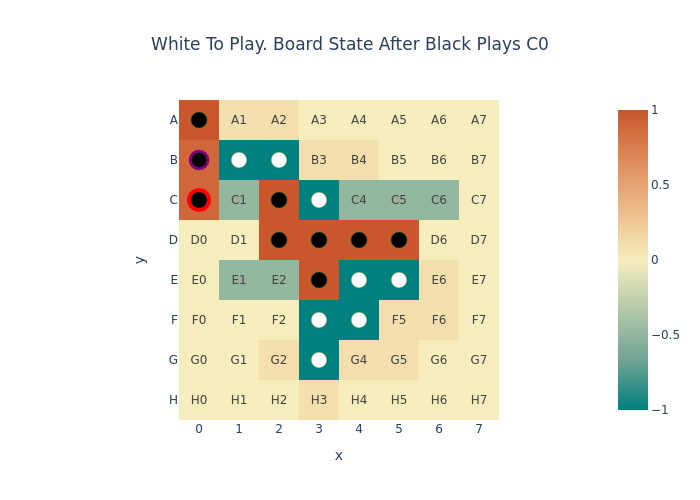 White To Play. Board State After Black Plays C0
A A1 A2 A3 A4 A5 A6 A7 1
B B3 B4 B5 B6 B7
0.5
C C1 C4 C5 C6 C7
D D0 D1 D6 D7
y 0
E E0 E1 E2 E6 E7
F F0 F1 F2 F5 F6 F7
−0.5
G G0 G1 G2 G4 G5 G6 G7
H H0 H1 H2 H3 H4 H5 H6 H7 −1
0 1 2 3 4 5 6 7
x